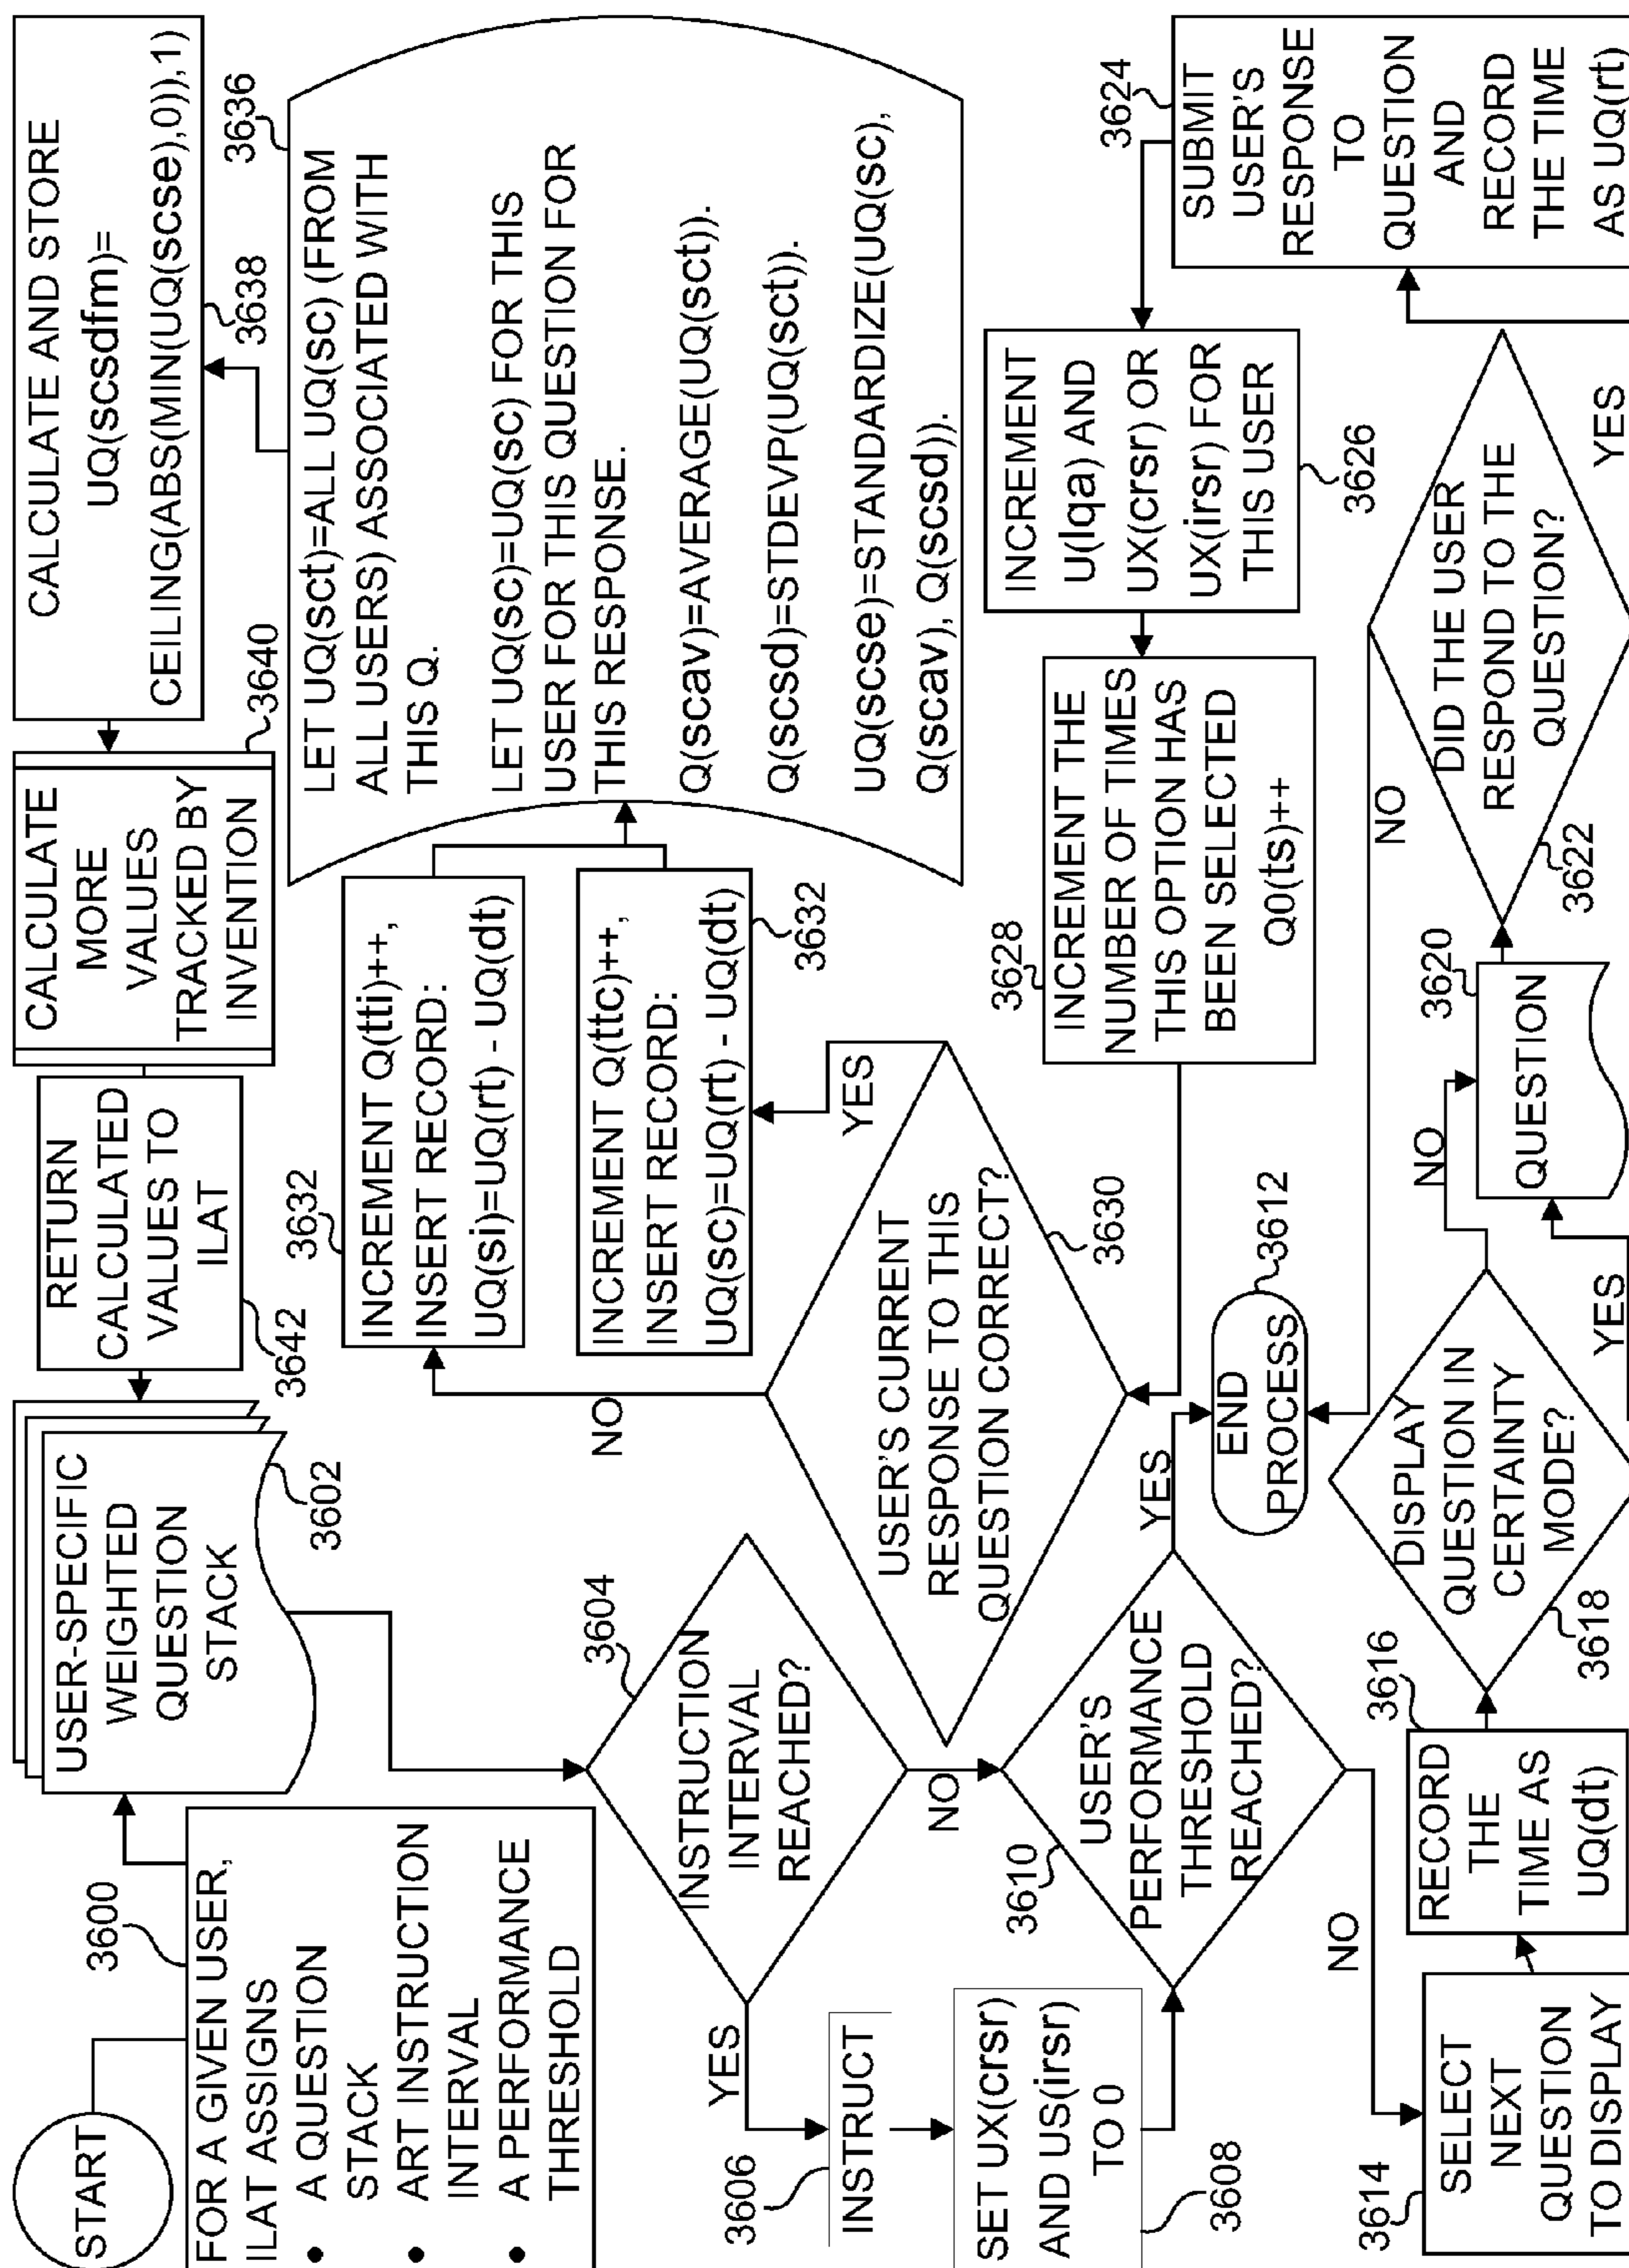 START
3600
FOR A GIVEN USER,
ILAT ASSIGNS
• A QUESTION
STACK
• ART INSTRUCTION
INTERVAL
• A PERFORMANCE
THRESHOLD
USER-SPECIFIC
WEIGHTED
QUESTION
STACK
3602
3604
INSTRUCTION
INTERVAL
REACHED?
YES
NO
3606
INSTRUCT
SET UX(crsr)
AND US(irsr)
TO 0
3608
3610
USER'S
PERFORMANCE
THRESHOLD
REACHED?
YES
NO
END
PROCESS
3612
3614
SELECT
NEXT
QUESTION
TO DISPLAY
3616
RECORD
THE
TIME AS
UQ(dt)
DISPLAY
QUESTION IN
CERTAINTY
MODE?
3618
NO
YES
3620
QUESTION
3622
DID THE USER
RESPOND TO THE
QUESTION?
NO
YES
3624
SUBMIT
USER'S
RESPONSE
TO
QUESTION
AND
RECORD
THE TIME
AS UQ(rt)
INCREMENT
U(lqa) AND
UX(crsr) OR
UX(irsr) FOR
THIS USER
3626
3628
INCREMENT THE
NUMBER OF TIMES
THIS OPTION HAS
BEEN SELECTED
Q0(ts)++
USER'S CURRENT
RESPONSE TO THIS
QUESTION CORRECT?
3630
NO
YES
3632
INCREMENT Q(tti)++,
INSERT RECORD:
UQ(si)=UQ(rt) - UQ(dt)
INCREMENT Q(ttc)++,
INSERT RECORD:
UQ(sc)=UQ(rt) - UQ(dt)
3632
3636
LET UQ(sct)=ALL UQ(sc) (FROM
ALL USERS) ASSOCIATED WITH
THIS Q.
LET UQ(sc)=UQ(sc) FOR THIS
USER FOR THIS QUESTION FOR
THIS RESPONSE.
Q(scav)=AVERAGE(UQ(sct)).
Q(scsd)=STDEVP(UQ(sct)).
UQ(scse)=STANDARDIZE(UQ(sc),
Q(scav), Q(scsd)).
CALCULATE AND STORE
UQ(scsdfm)=
CEILING(ABS(MIN(UQ(scse),0)),1)
3638
3640
CALCULATE
MORE
VALUES
TRACKED BY
INVENTION
RETURN
CALCULATED
VALUES TO
ILAT
3642